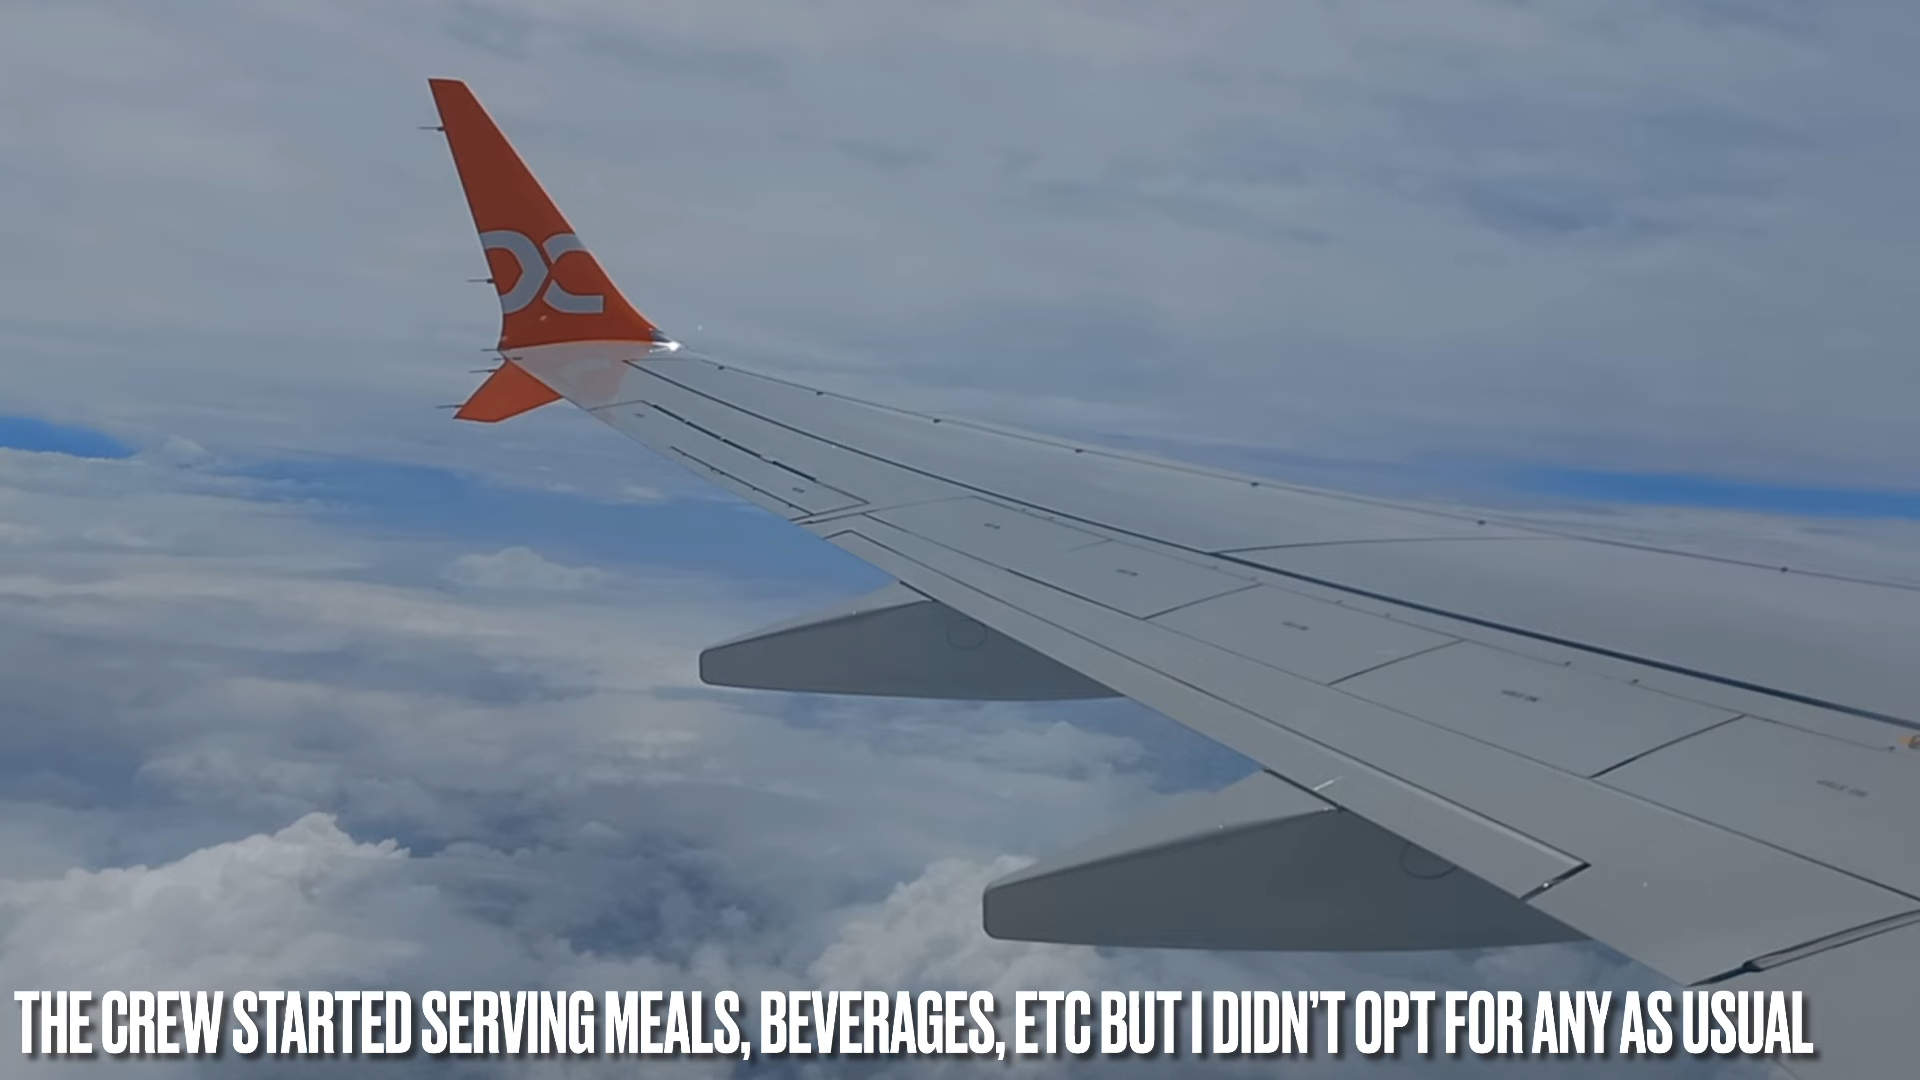 THE CREW STARTED SERVING MEALS, BEVERAGES, ETC BUT I DIDN'T OPT FOR ANY AS USUAL